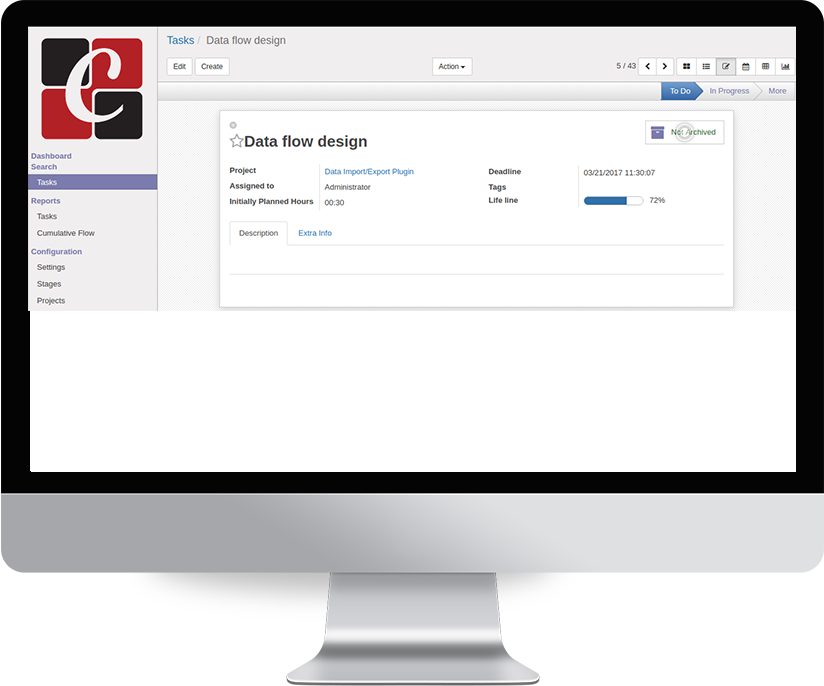 Tasks / Data flow design
Edit Create Action 5 / 43
To Do In Progress More
Dashboard
Search
Tasks
Reports
Tasks
Cumulative Flow
Configuration
Settings
Stages
Projects
Data flow design
Not Archived
Project Data Import/Export Plugin
Assigned to Administrator
Initially Planned Hours 00:30
Deadline 03/21/2017 11:30:07
Tags
Life line 72%
Description Extra Info